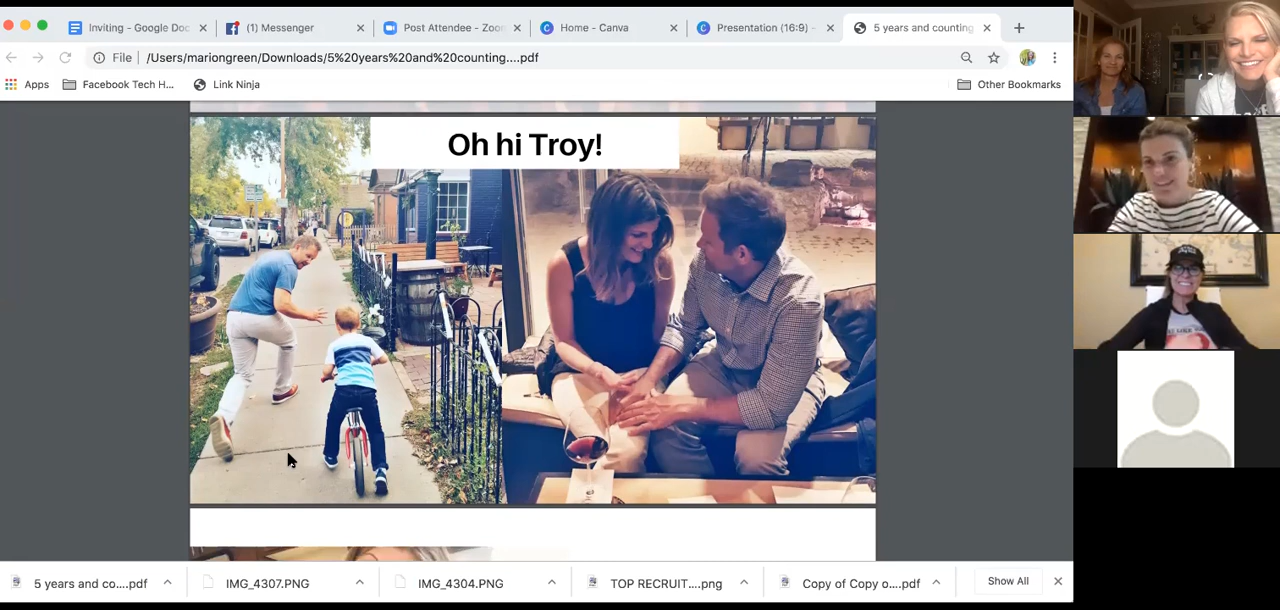 Inviting - Google Doc
(1) Messenger
Post Attendee - Zoo
Home - Canva
Presentation (16:9) -
5 years and counting
File
/Users/mariongreen/Downloads/5%20years%20and%20counting....pdf
Apps
Facebook Tech H...
Link Ninja
Other Bookmarks
Oh hi Troy!
5 years and co....pdf
IMG_4307.PNG
IMG_4304.PNG
TOP RECRUIT....png
Copy of Copy o....pdf
Show All